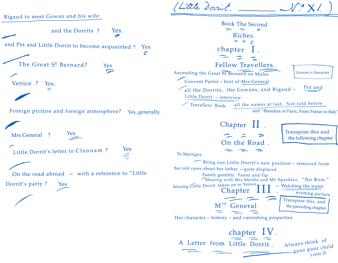 Rigaud to meet Gowan and his wife
and the Dorrits ? Yes.
and Pet and Little Dorrit to become acquainted ? Yes
The Great St Bernard? Yes.
Venice ? Yes.
Foreign picture and foreign atmosphere? Yes, generally.
Mrs General ? Yes
Little Dorrit's letter to Clennam ? Yes
On the road abroad – with a reference to "Little
Dorrit's party ? Yes
(Little Dorrit. — No XI)
Book The Second
Riches.
chapter I.
Fellow Travellers.
Ascending the Great St Bernard on Mules
Convent Parlor – host of Mrs General
all the Dorrits, the Gowans, and Rigaud – Pet and
Little Dorrit – interview
Travellers' Book all the names at last. Not told before
and "Blandois of Paris, From France to Italy"
Chapter II.
On the Road .
Transpose this and
the following chapter
To Martigny
Bring out Little Dorrit's new position – removed from
her old cares about her father – quite displaced.
Family gentility Fanny and Tip
Meeting with Mrs Merdle and Mr Sparkler "No Row."
Moving Little Dorrit taken on to Venice – Watching the water
evening picture
Chapter III
Mrs General
Transpose this, and
the preceding chapter
Her character – history – and varnishing properties
chapter IV.
A Letter from Little Dorrit.
Always think of
your poor child
Little D.